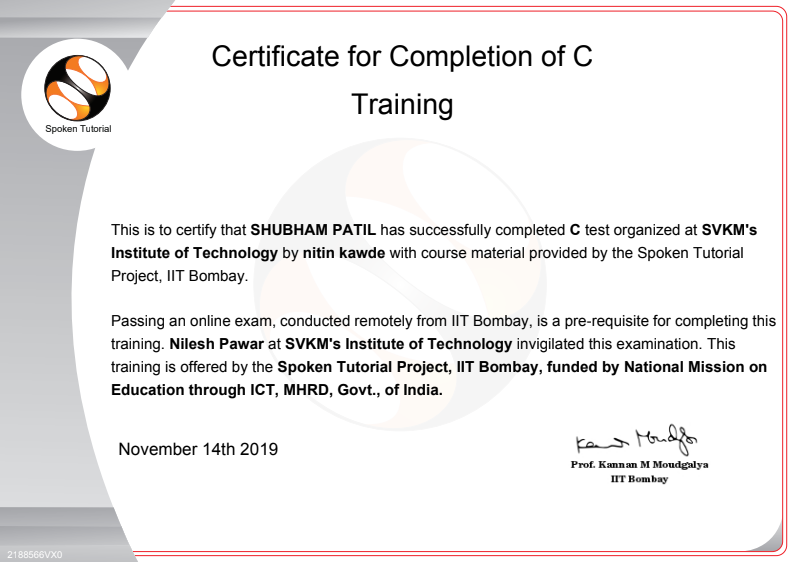 Certificate for Completion of C
Training
Spoken Tutorial
This is to certify that SHUBHAM PATIL has successfully completed C test organized at SVKM's
Institute of Technology by nitin kawde with course material provided by the Spoken Tutorial
Project, IIT Bombay.
Passing an online exam, conducted remotely from IIT Bombay, is a pre-requisite for completing this
training. Nilesh Pawar at SVKM's Institute of Technology invigilated this examination. This
training is offered by the Spoken Tutorial Project, IIT Bombay, funded by National Mission on
Education through ICT, MHRD, Govt., of India.
November 14th 2019
Prof. Kannan M Moudgalya
IIT Bombay
2188566VX0